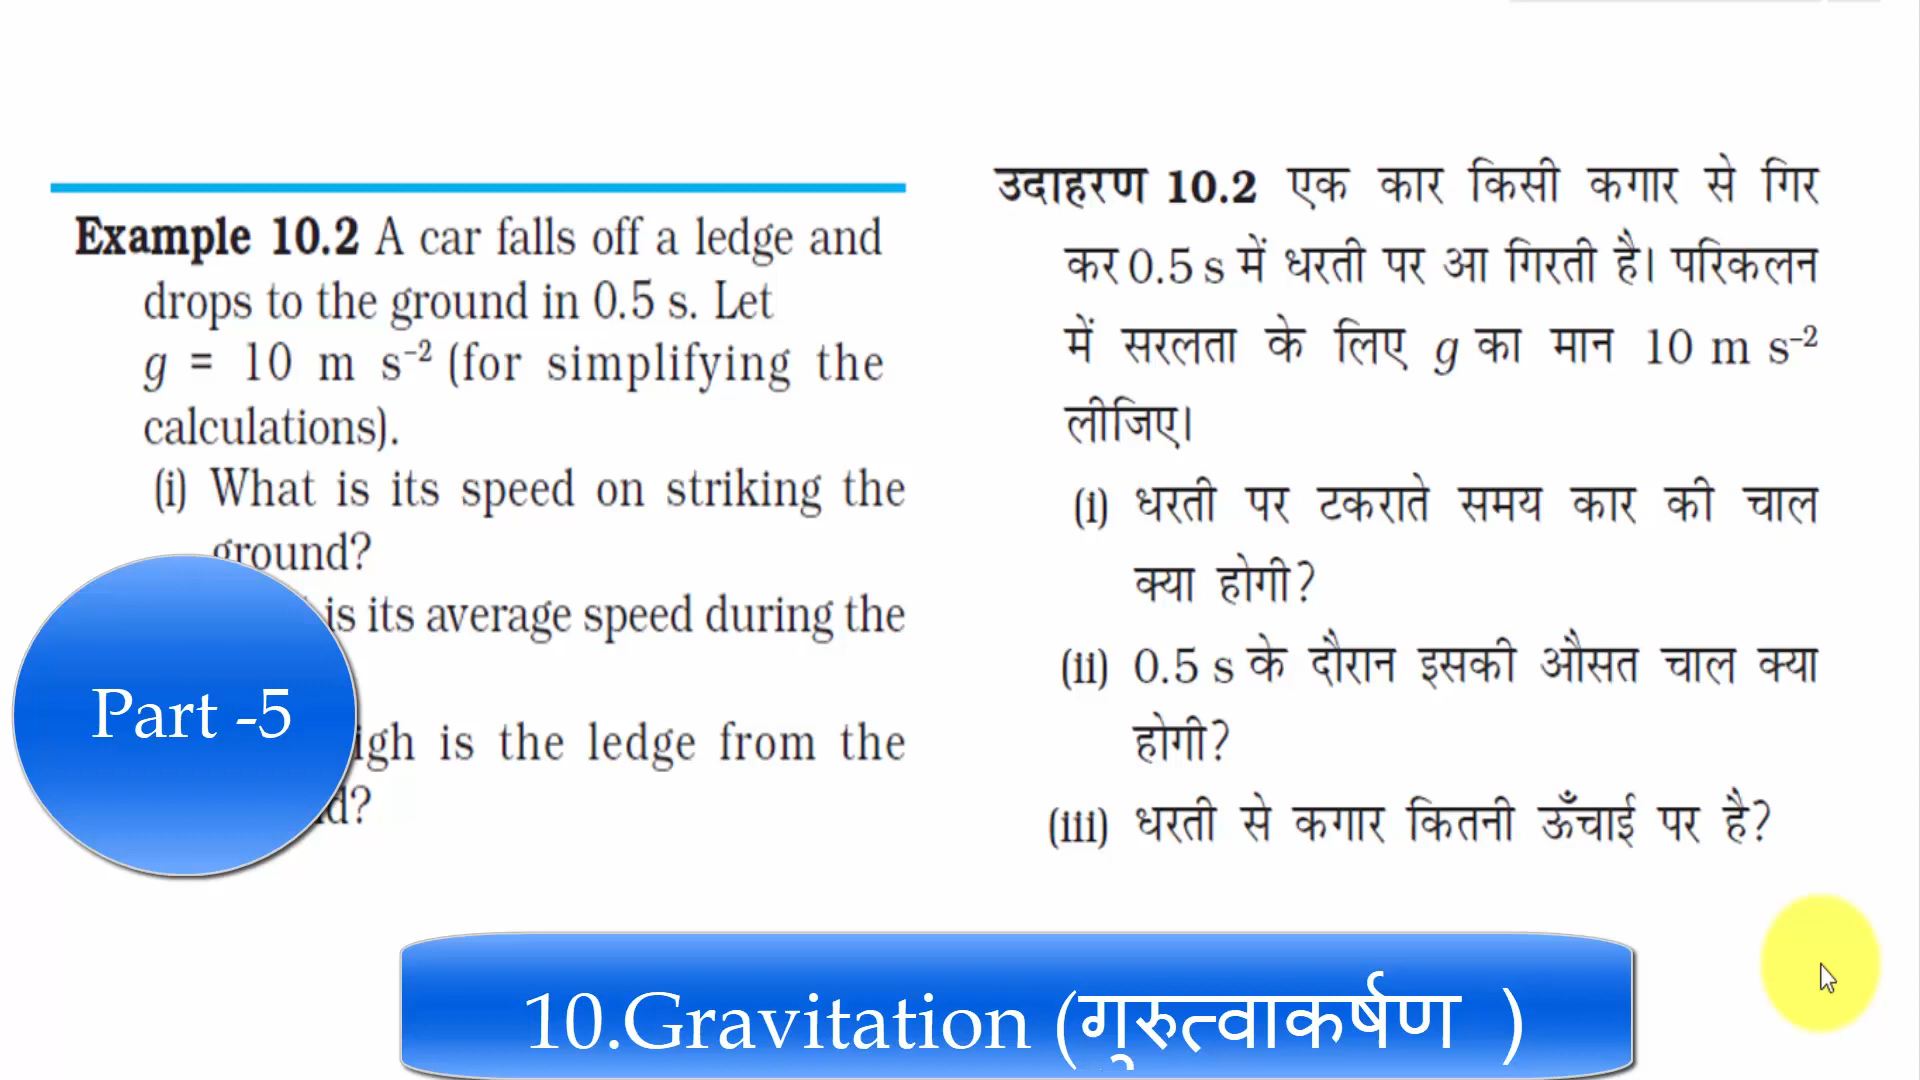 Example 10.2 A car falls off a ledge and
drops to the ground in 0.5 s. Let
g = 10 m s⁻² (for simplifying the
calculations).
(i) What is its speed on striking the
ground?
is its average speed during the
is the ledge from the
उदाहरण 10.2 एक कार किसी कगार से गिर
कर 0.5 s में धरती पर आ गिरती है। परिकलन
में सरलता के लिए g का मान 10 m s⁻²
लीजिए।
(i) धरती पर टकराते समय कार की चाल
क्या होगी?
(ii) 0.5 s के दौरान इसकी औसत चाल क्या
होगी?
(iii) धरती से कगार कितनी ऊँचाई पर है?
Part -5
10.Gravitation (गुरुत्वाकर्षण )